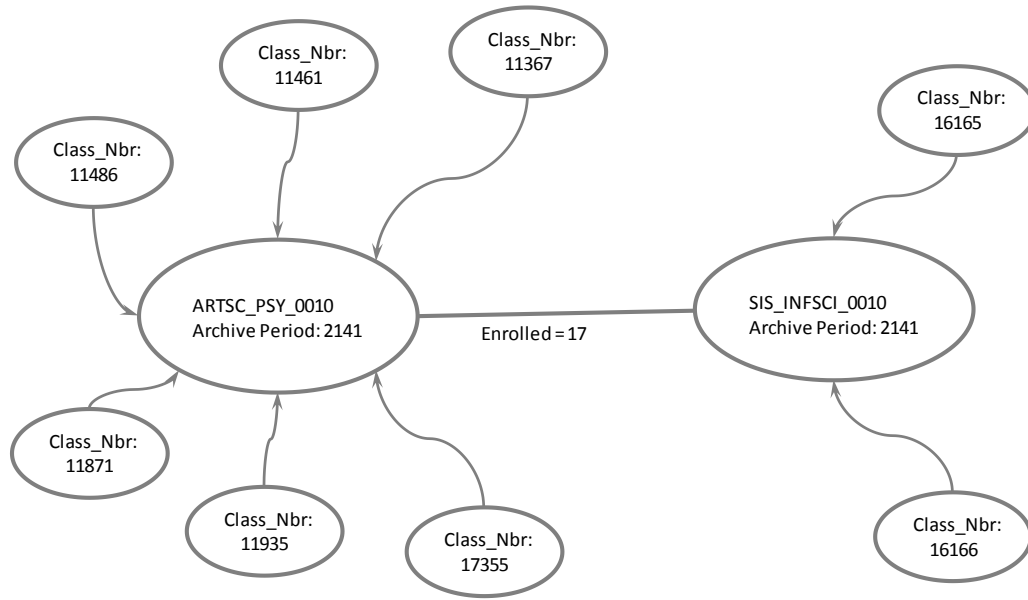 Class_Nbr:
11461
Class_Nbr:
11367
Class_Nbr:
16165
Class_Nbr:
11486
ARTSC_PSY_0010
Archive Period: 2141
Enrolled = 17
SIS_INFSCI_0010
Archive Period: 2141
Class_Nbr:
11871
Class_Nbr:
11935
Class_Nbr:
17355
Class_Nbr:
16166